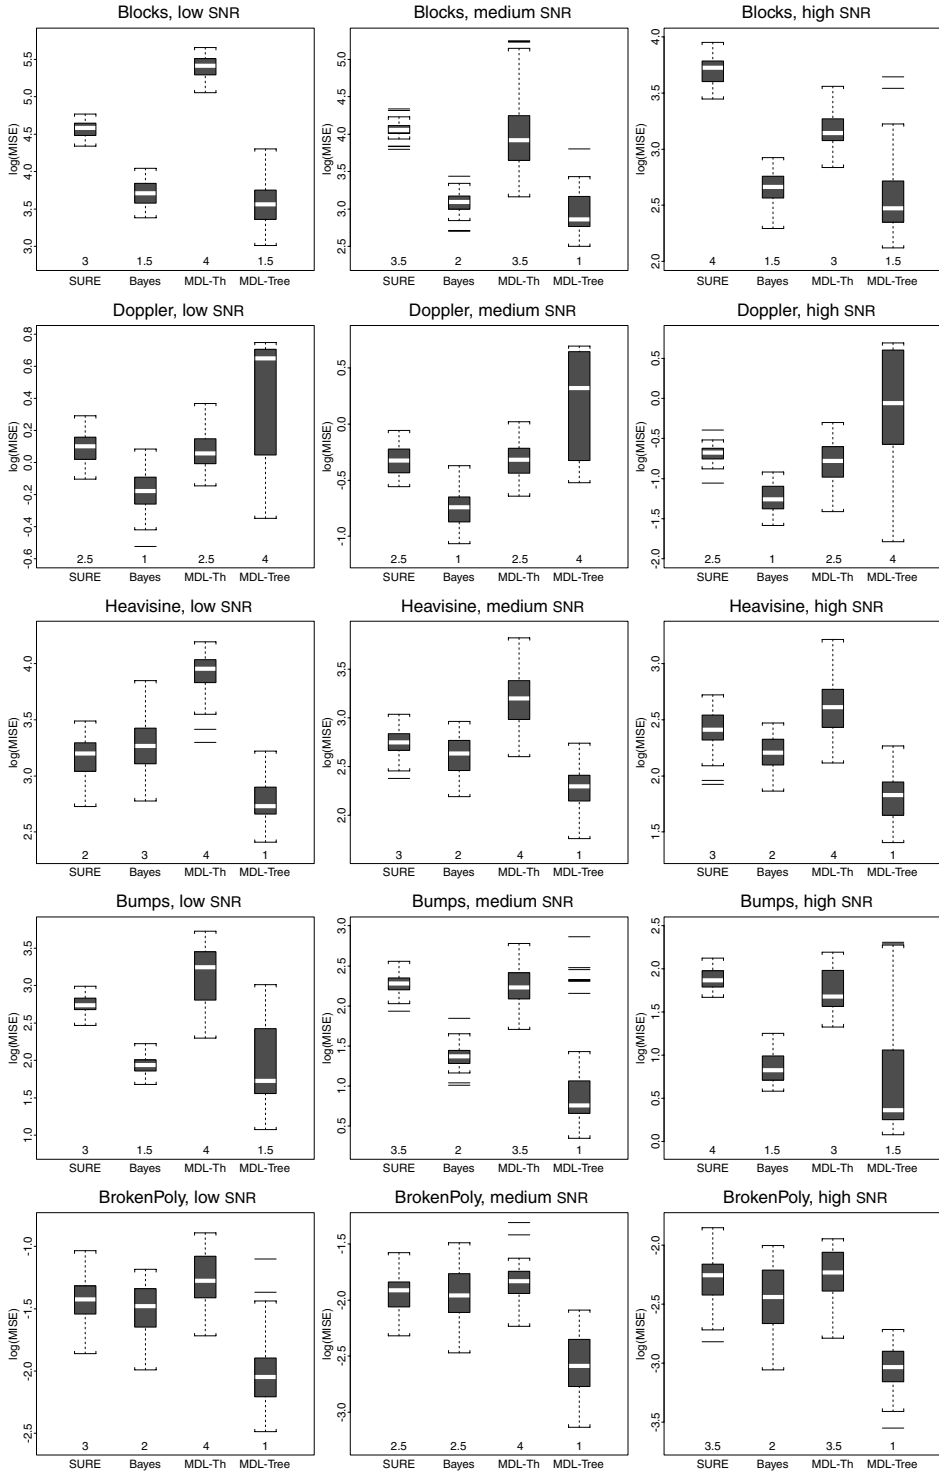 Blocks, low SNR
log(MISE)
5.5
5.0
4.5
4.0
3.5
3.0
3 1.5 4 1.5
SURE Bayes MDL-Th MDL-Tree
Blocks, medium SNR
log(MISE)
5.0
4.5
4.0
3.5
3.0
2.5
3.5 2 3.5 1
SURE Bayes MDL-Th MDL-Tree
Blocks, high SNR
log(MISE)
4.0
3.5
3.0
2.5
2.0
4 1.5 3 1.5
SURE Bayes MDL-Th MDL-Tree
Doppler, low SNR
log(MISE)
0.8
0.6
0.4
0.2
0.0
-0.2
-0.4
-0.6
2.5 1 2.5 4
SURE Bayes MDL-Th MDL-Tree
Doppler, medium SNR
log(MISE)
0.5
0.0
-0.5
-1.0
2.5 1 2.5 4
SURE Bayes MDL-Th MDL-Tree
Doppler, high SNR
log(MISE)
0.5
0.0
-0.5
-1.0
-1.5
-2.0
2.5 1 2.5 4
SURE Bayes MDL-Th MDL-Tree
Heavisine, low SNR
log(MISE)
4.0
3.5
3.0
2.5
2 3 4 1
SURE Bayes MDL-Th MDL-Tree
Heavisine, medium SNR
log(MISE)
3.5
3.0
2.5
2.0
3 2 4 1
SURE Bayes MDL-Th MDL-Tree
Heavisine, high SNR
log(MISE)
3.0
2.5
2.0
1.5
3 2 4 1
SURE Bayes MDL-Th MDL-Tree
Bumps, low SNR
log(MISE)
3.5
3.0
2.5
2.0
1.5
1.0
3 1.5 4 1.5
SURE Bayes MDL-Th MDL-Tree
Bumps, medium SNR
log(MISE)
3.0
2.5
2.0
1.5
1.0
0.5
3.5 2 3.5 1
SURE Bayes MDL-Th MDL-Tree
Bumps, high SNR
log(MISE)
2.5
2.0
1.5
1.0
0.5
0.0
4 1.5 3 1.5
SURE Bayes MDL-Th MDL-Tree
BrokenPoly, low SNR
log(MISE)
-1.0
-1.5
-2.0
-2.5
3 2 4 1
SURE Bayes MDL-Th MDL-Tree
BrokenPoly, medium SNR
log(MISE)
-1.5
-2.0
-2.5
-3.0
2.5 2.5 4 1
SURE Bayes MDL-Th MDL-Tree
BrokenPoly, high SNR
log(MISE)
-2.0
-2.5
-3.0
-3.5
3.5 2 3.5 1
SURE Bayes MDL-Th MDL-Tree